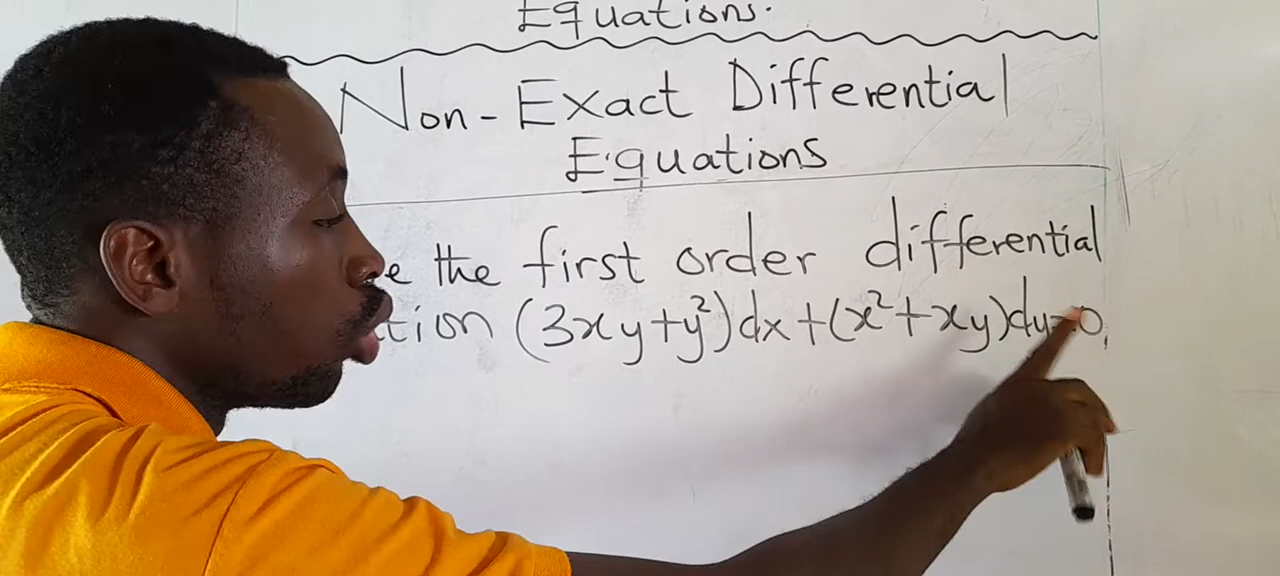 Equations.
Non-Exact Differential
Equations
the first order differential
(3xy+y²)dx+(x²+xy)dy=0